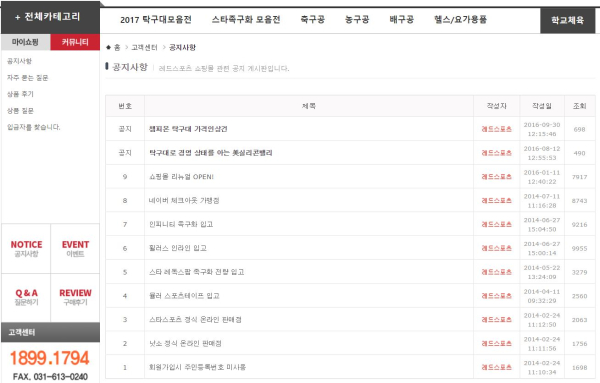 + 전체카테고리
2017 탁구대모음전 스타족구화 모음전 축구공 농구공 배구공 헬스/요가용품 학교체육
마이쇼핑 커뮤니티
홈 > 고객센터 > 공지사항
공지사항
자주 묻는 질문
상품 후기
상품 질문
입금자를 찾습니다.
공지사항 레드스포츠 쇼핑몰 관련 공지 게시판입니다.
번호 제목 작성자 작성일 조회
공지 챔피온 탁구대 가격인상건 레드스포츠 2016-09-30 12:15:46 698
공지 탁구대로 경영 상태를 아는 美실리콘밸리 레드스포츠 2016-08-12 12:55:53 490
9 쇼핑몰 리뉴얼 OPEN! 레드스포츠 2016-01-11 12:40:22 7917
8 네이버 체크아웃 가맹점 레드스포츠 2014-07-11 11:16:28 8743
7 인피니티 족구화 입고 레드스포츠 2014-06-27 15:04:50 9216
6 휠러스 인라인 입고 레드스포츠 2014-06-27 15:00:14 9955
5 스타 레쪽스팝 족구화 전량 입고 레드스포츠 2014-05-22 13:24:09 3279
4 뮬러 스포츠테이프 입고 레드스포츠 2014-04-11 09:32:29 2560
3 스타스포츠 정식 온라인 판매점 레드스포츠 2014-02-24 11:12:50 2063
2 낫소 정식 온라인 판매점 레드스포츠 2014-02-24 11:11:56 1756
1 회원가입시 주민등록번호 미사용 레드스포츠 2014-02-24 11:10:34 1698
NOTICE 공지사항
EVENT 이벤트
Q & A 질문하기
REVIEW 구매후기
고객센터
1899.1794
FAX. 031-613-0240